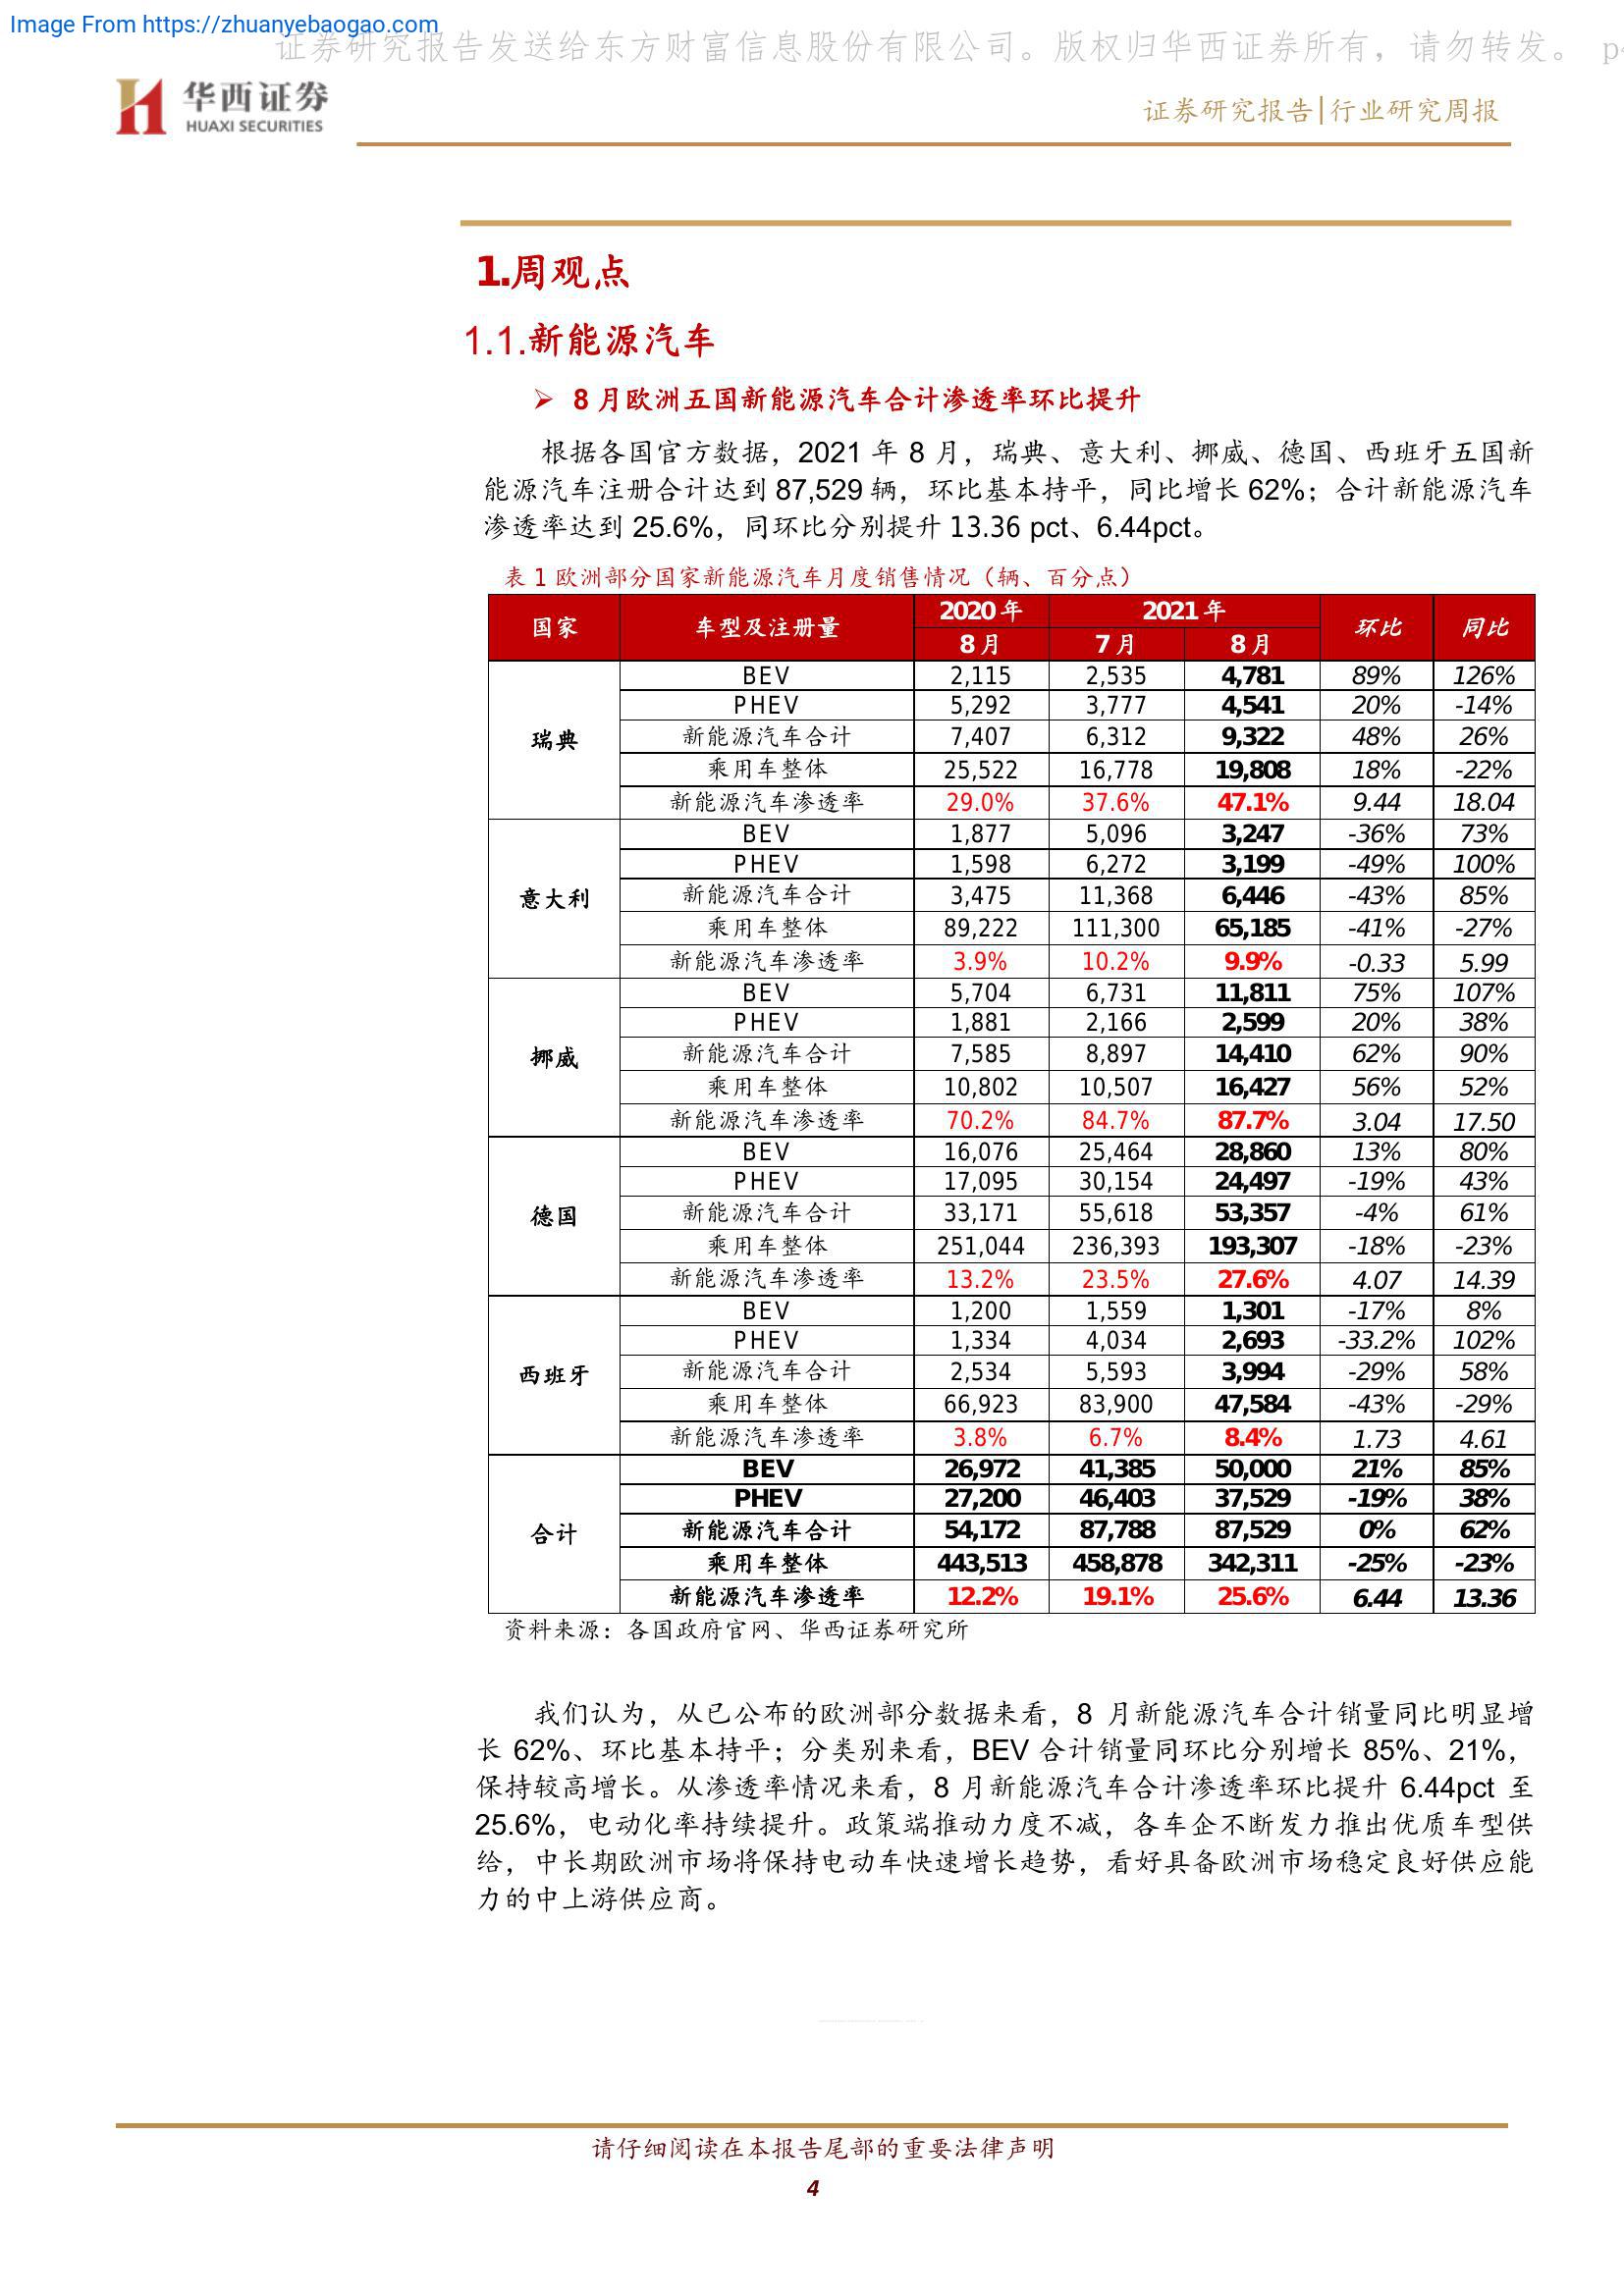 Image From https://zhuanyebaogao.com
证券研究报告发送给东方财富信息股份有限公司。版权归华西证券所有，请勿转发。 p
华西证券
HUAXI SECURITIES
证券研究报告|行业研究周报
1.周观点
1.1.新能源汽车
➢ 8 月欧洲五国新能源汽车合计渗透率环比提升
根据各国官方数据，2021 年 8 月，瑞典、意大利、挪威、德国、西班牙五国新
能源汽车注册合计达到 87,529 辆，环比基本持平，同比增长 62%；合计新能源汽车
渗透率达到 25.6%，同环比分别提升 13.36 pct、6.44pct。
表 1 欧洲部分国家新能源汽车月度销售情况（辆、百分点）
国家 车型及注册量 2020 年 2021 年 环比 同比
8 月 7 月 8 月
瑞典
BEV 2,115 2,535 4,781 89% 126%
PHEV 5,292 3,777 4,541 20% -14%
新能源汽车合计 7,407 6,312 9,322 48% 26%
乘用车整体 25,522 16,778 19,808 18% -22%
新能源汽车渗透率 29.0% 37.6% 47.1% 9.44 18.04
意大利
BEV 1,877 5,096 3,247 -36% 73%
PHEV 1,598 6,272 3,199 -49% 100%
新能源汽车合计 3,475 11,368 6,446 -43% 85%
乘用车整体 89,222 111,300 65,185 -41% -27%
新能源汽车渗透率 3.9% 10.2% 9.9% -0.33 5.99
挪威
BEV 5,704 6,731 11,811 75% 107%
PHEV 1,881 2,166 2,599 20% 38%
新能源汽车合计 7,585 8,897 14,410 62% 90%
乘用车整体 10,802 10,507 16,427 56% 52%
新能源汽车渗透率 70.2% 84.7% 87.7% 3.04 17.50
德国
BEV 16,076 25,464 28,860 13% 80%
PHEV 17,095 30,154 24,497 -19% 43%
新能源汽车合计 33,171 55,618 53,357 -4% 61%
乘用车整体 251,044 236,393 193,307 -18% -23%
新能源汽车渗透率 13.2% 23.5% 27.6% 4.07 14.39
西班牙
BEV 1,200 1,559 1,301 -17% 8%
PHEV 1,334 4,034 2,693 -33.2% 102%
新能源汽车合计 2,534 5,593 3,994 -29% 58%
乘用车整体 66,923 83,900 47,584 -43% -29%
新能源汽车渗透率 3.8% 6.7% 8.4% 1.73 4.61
合计
BEV 26,972 41,385 50,000 21% 85%
PHEV 27,200 46,403 37,529 -19% 38%
新能源汽车合计 54,172 87,788 87,529 0% 62%
乘用车整体 443,513 458,878 342,311 -25% -23%
新能源汽车渗透率 12.2% 19.1% 25.6% 6.44 13.36
资料来源：各国政府官网、华西证券研究所
我们认为，从已公布的欧洲部分数据来看，8 月新能源汽车合计销量同比明显增
长 62%、环比基本持平；分类别来看，BEV 合计销量同环比分别增长 85%、21%，
保持较高增长。从渗透率情况来看，8 月新能源汽车合计渗透率环比提升 6.44pct 至
25.6%，电动化率持续提升。政策端推动力度不减，各车企不断发力推出优质车型供
给，中长期欧洲市场将保持电动车快速增长趋势，看好具备欧洲市场稳定良好供应能
力的中上游供应商。
请仔细阅读在本报告尾部的重要法律声明
4